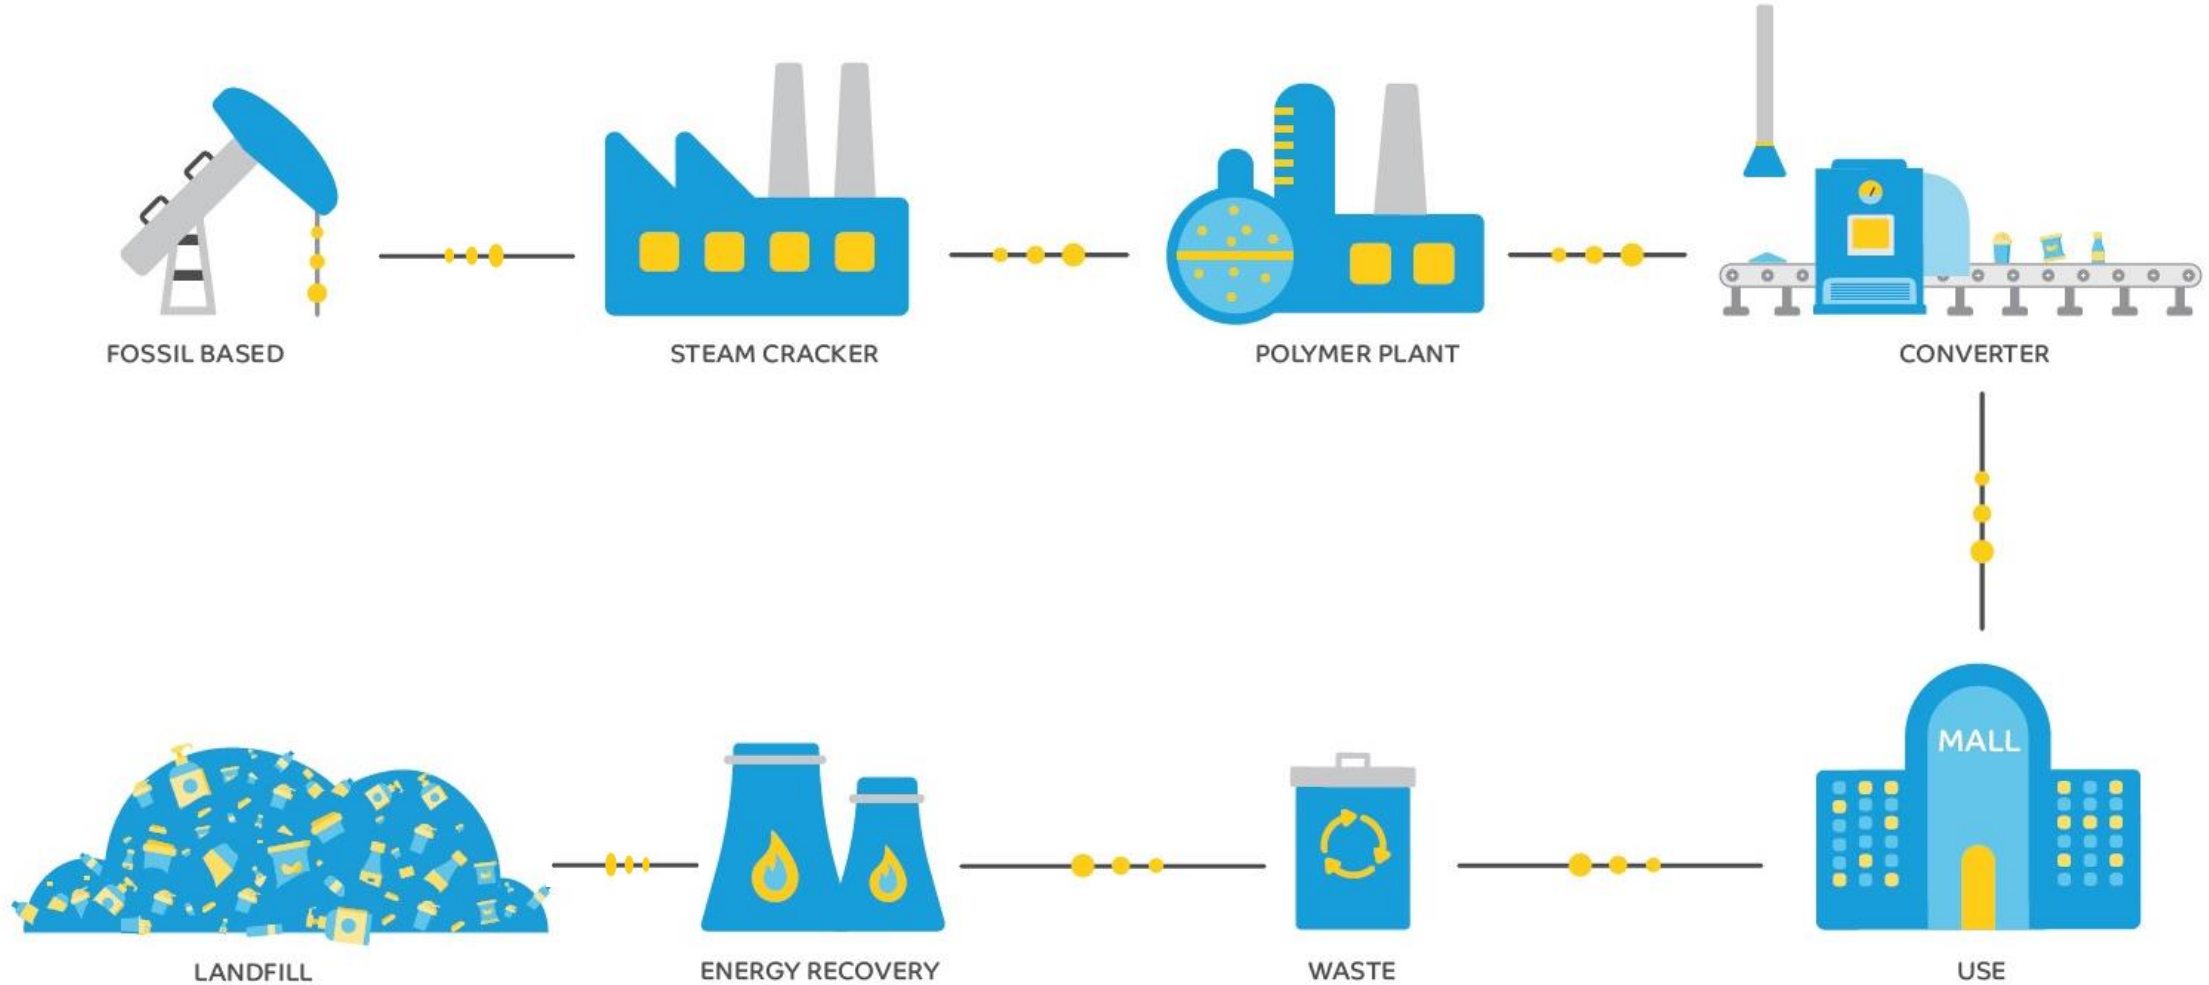 FOSSIL BASED
STEAM CRACKER
POLYMER PLANT
CONVERTER
MALL
LANDFILL
ENERGY RECOVERY
WASTE
USE